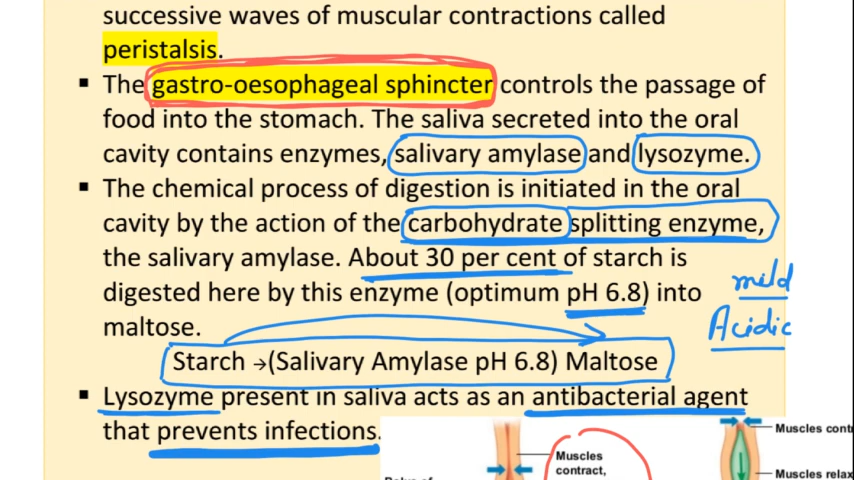 successive waves of muscular contractions called
peristalsis.
▪ The gastro-oesophageal sphincter controls the passage of
food into the stomach. The saliva secreted into the oral
cavity contains enzymes, salivary amylase and lysozyme.
▪ The chemical process of digestion is initiated in the oral
cavity by the action of the carbohydrate splitting enzyme,
the salivary amylase. About 30 per cent of starch is
digested here by this enzyme (optimum pH 6.8) into
maltose.
mild
Acidic
Starch →(Salivary Amylase pH 6.8) Maltose
▪ Lysozyme present in saliva acts as an antibacterial agent
that prevents infections.
Muscles
contract,
Muscles cont
Muscles relax